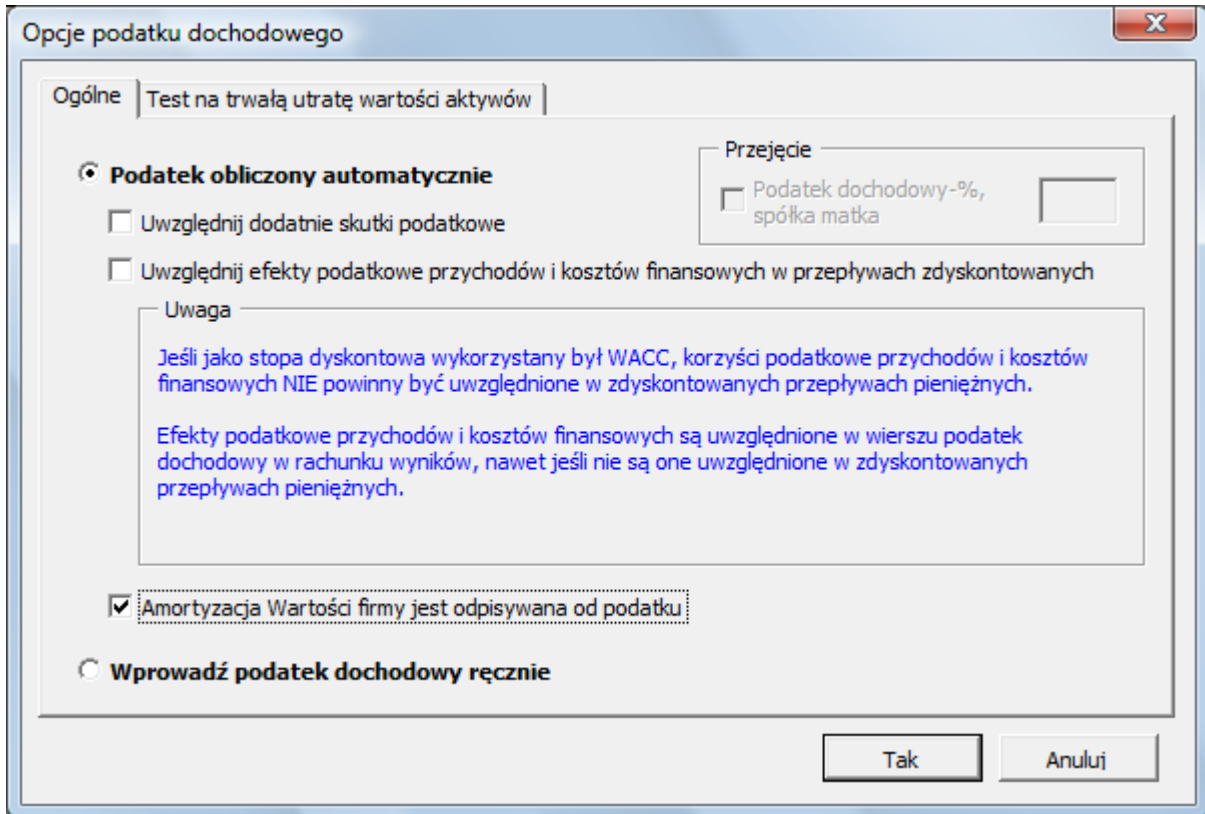 Opcje podatku dochodowego
Ogólne
Test na trwałą utratę wartości aktywów
Podatek obliczony automatycznie
Przejęcie
Podatek dochodowy-%,
spółka matka
Uwzględnij dodatnie skutki podatkowe
Uwzględnij efekty podatkowe przychodów i kosztów finansowych w przepływach zdyskontowanych
Uwaga
Jeśli jako stopa dyskontowa wykorzystany był WACC, korzyści podatkowe przychodów i kosztów
finansowych NIE powinny być uwzględnione w zdyskontowanych przepływach pieniężnych.
Efekty podatkowe przychodów i kosztów finansowych są uwzględnione w wierszu podatek
dochodowy w rachunku wyników, nawet jeśli nie są one uwzględnione w zdyskontowanych
przepływach pieniężnych.
Amortyzacja Wartości firmy jest odpisywana od podatku
Wprowadź podatek dochodowy ręcznie
Tak
Anuluj